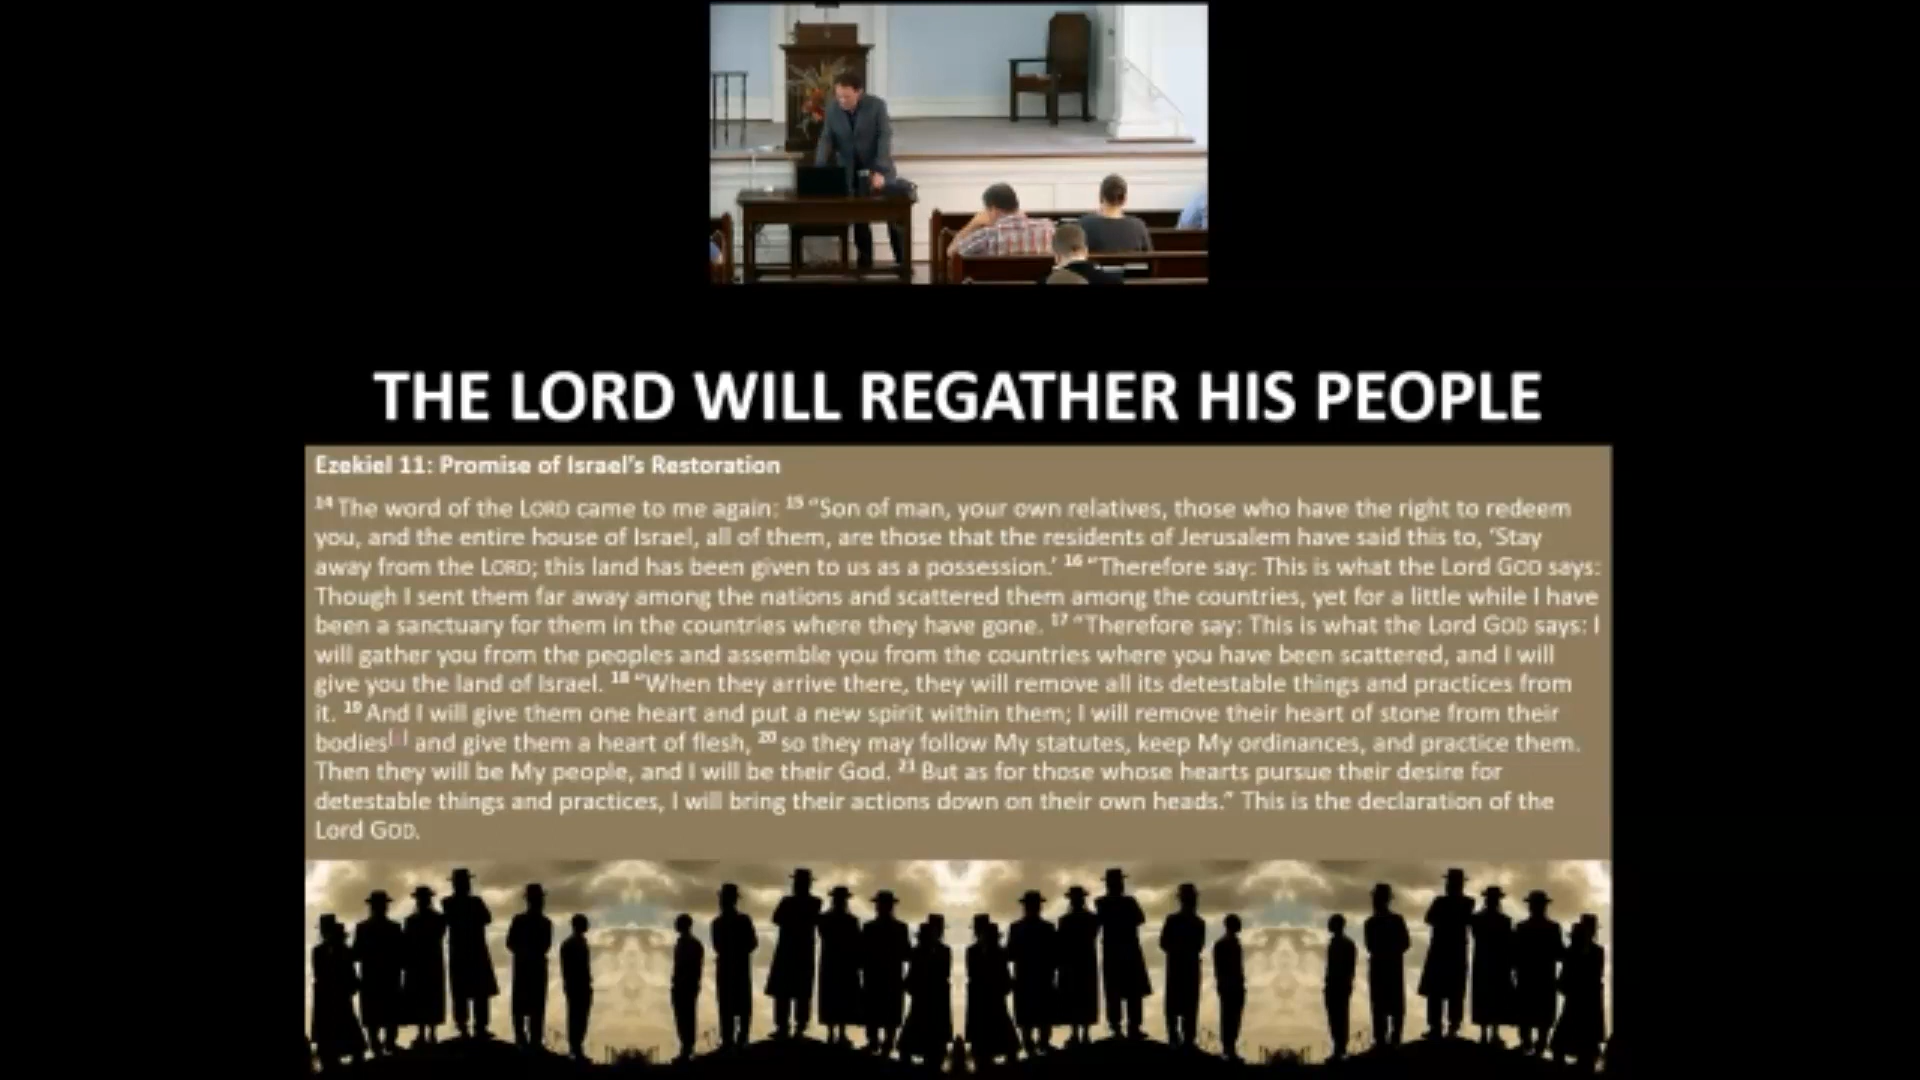 THE LORD WILL REGATHER HIS PEOPLE
Ezekiel 11: Promise of Israel's Restoration
14 The word of the LORD came to me again: 15 "Son of man, your own relatives, those who have the right to redeem
you, and the entire house of Israel, all of them, are those that the residents of Jerusalem have said this to, 'Stay
away from the LORD; this land has been given to us as a possession.' 16 "Therefore say: This is what the Lord GOD says:
Though I sent them far away among the nations and scattered them among the countries, yet for a little while I have
been a sanctuary for them in the countries where they have gone. 17 "Therefore say: This is what the Lord GOD says: I
will gather you from the peoples and assemble you from the countries where you have been scattered, and I will
give you the land of Israel. 18 "When they arrive there, they will remove all its detestable things and practices from
it. 19 And I will give them one heart and put a new spirit within them; I will remove their heart of stone from their
bodies[] and give them a heart of flesh, 20 so they may follow My statutes, keep My ordinances, and practice them.
Then they will be My people, and I will be their God. 21 But as for those whose hearts pursue their desire for
detestable things and practices, I will bring their actions down on their own heads." This is the declaration of the
Lord GOD.